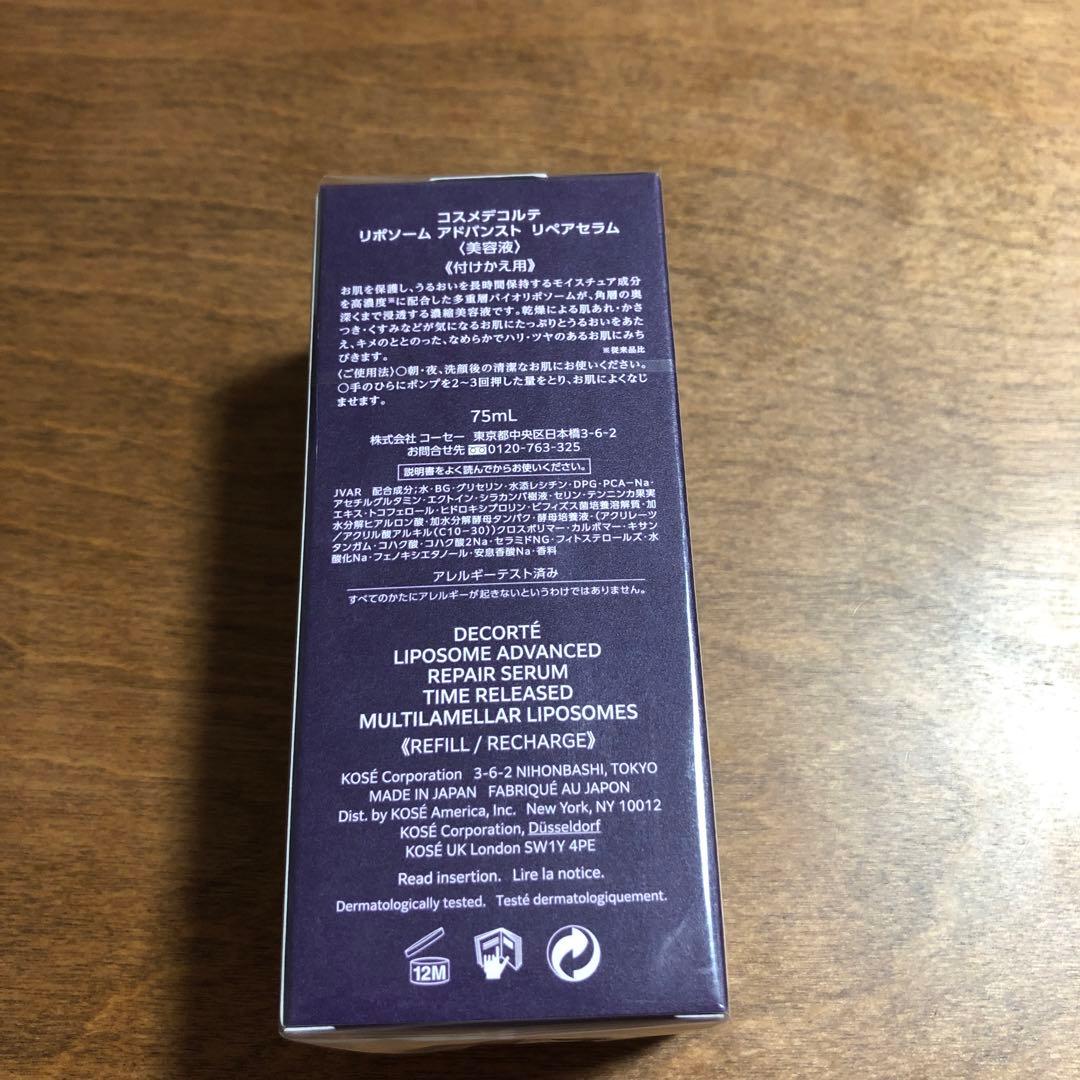 コスメデコルテ
リポソーム アドバンスト リペアセラム
〈美容液〉
《付けかえ用》
お肌を保護し、うるおいを長時間保持するモイスチュア成分
を高濃度※に配合した多重層バイオリポソームが、角層の奥
深くまで浸透する濃縮美容液です。乾燥による肌あれ・かさ
つき・くすみなどが気になるお肌にたっぷりとうるおいをあた
え、キメのととのった、なめらかでハリ・ツヤのあるお肌にみち
びきます。 ※従来品比
〈ご使用法〉○朝・夜、洗顔後の清潔なお肌にお使いください。
○手のひらにポンプを2〜3回押した量をとり、お肌によくなじ
ませます。
75mL
株式会社 コーセー 東京都中央区日本橋3-6-2
お問合せ先 0120-763-325
説明書をよく読んでからお使いください。
JVAR 配合成分;水・BG・グリセリン・水添レシチン・DPG・PCA-Na・
アセチルグルタミン・エクトイン・シラカンバ樹液・セリン・テンニンカ果実
エキス・トコフェロール・ヒドロキシプロリン・ビフィズス菌培養溶解質・加
水分解ヒアルロン酸・加水分解酵母タンパク・酵母培養液・(アクリレーツ
/アクリル酸アルキル(C10-30))クロスポリマー・カルボマー・キサン
タンガム・コハク酸・コハク酸2Na・セラミドNG・フィトステロールズ・水
酸化Na・フェノキシエタノール・安息香酸Na・香料
アレルギーテスト済み
すべてのかたにアレルギーが起きないというわけではありません。
DECORTÉ
LIPOSOME ADVANCED
REPAIR SERUM
TIME RELEASED
MULTILAMELLAR LIPOSOMES
《REFILL / RECHARGE》
KOSÉ Corporation 3-6-2 NIHONBASHI, TOKYO
MADE IN JAPAN FABRIQUÉ AU JAPON
Dist. by KOSÉ America, Inc. New York, NY 10012
KOSÉ Corporation, Düsseldorf
KOSÉ UK London SW1Y 4PE
Read insertion. Lire la notice.
Dermatologically tested. Testé dermatologiquement.
12M